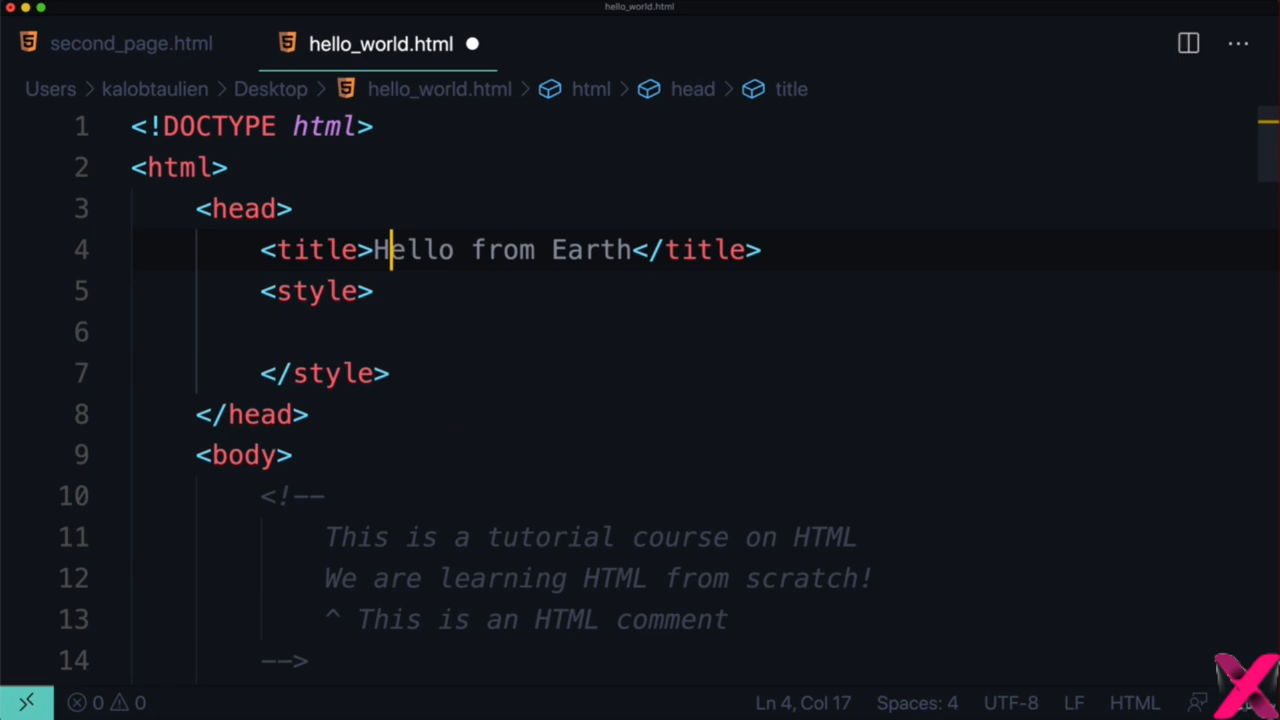 hello_world.html
second_page.html hello_world.html
Users > kalobtaulien > Desktop > hello_world.html > html > head > title
1 <!DOCTYPE html>
2 <html>
3 <head>
4 <title>Hello from Earth</title>
5 <style>
6
7 </style>
8 </head>
9 <body>
10 <!--
11 This is a tutorial course on HTML
12 We are learning HTML from scratch!
13 ^ This is an HTML comment
14 -->
0 0 Ln 4, Col 17 Spaces: 4 UTF-8 LF HTML
X